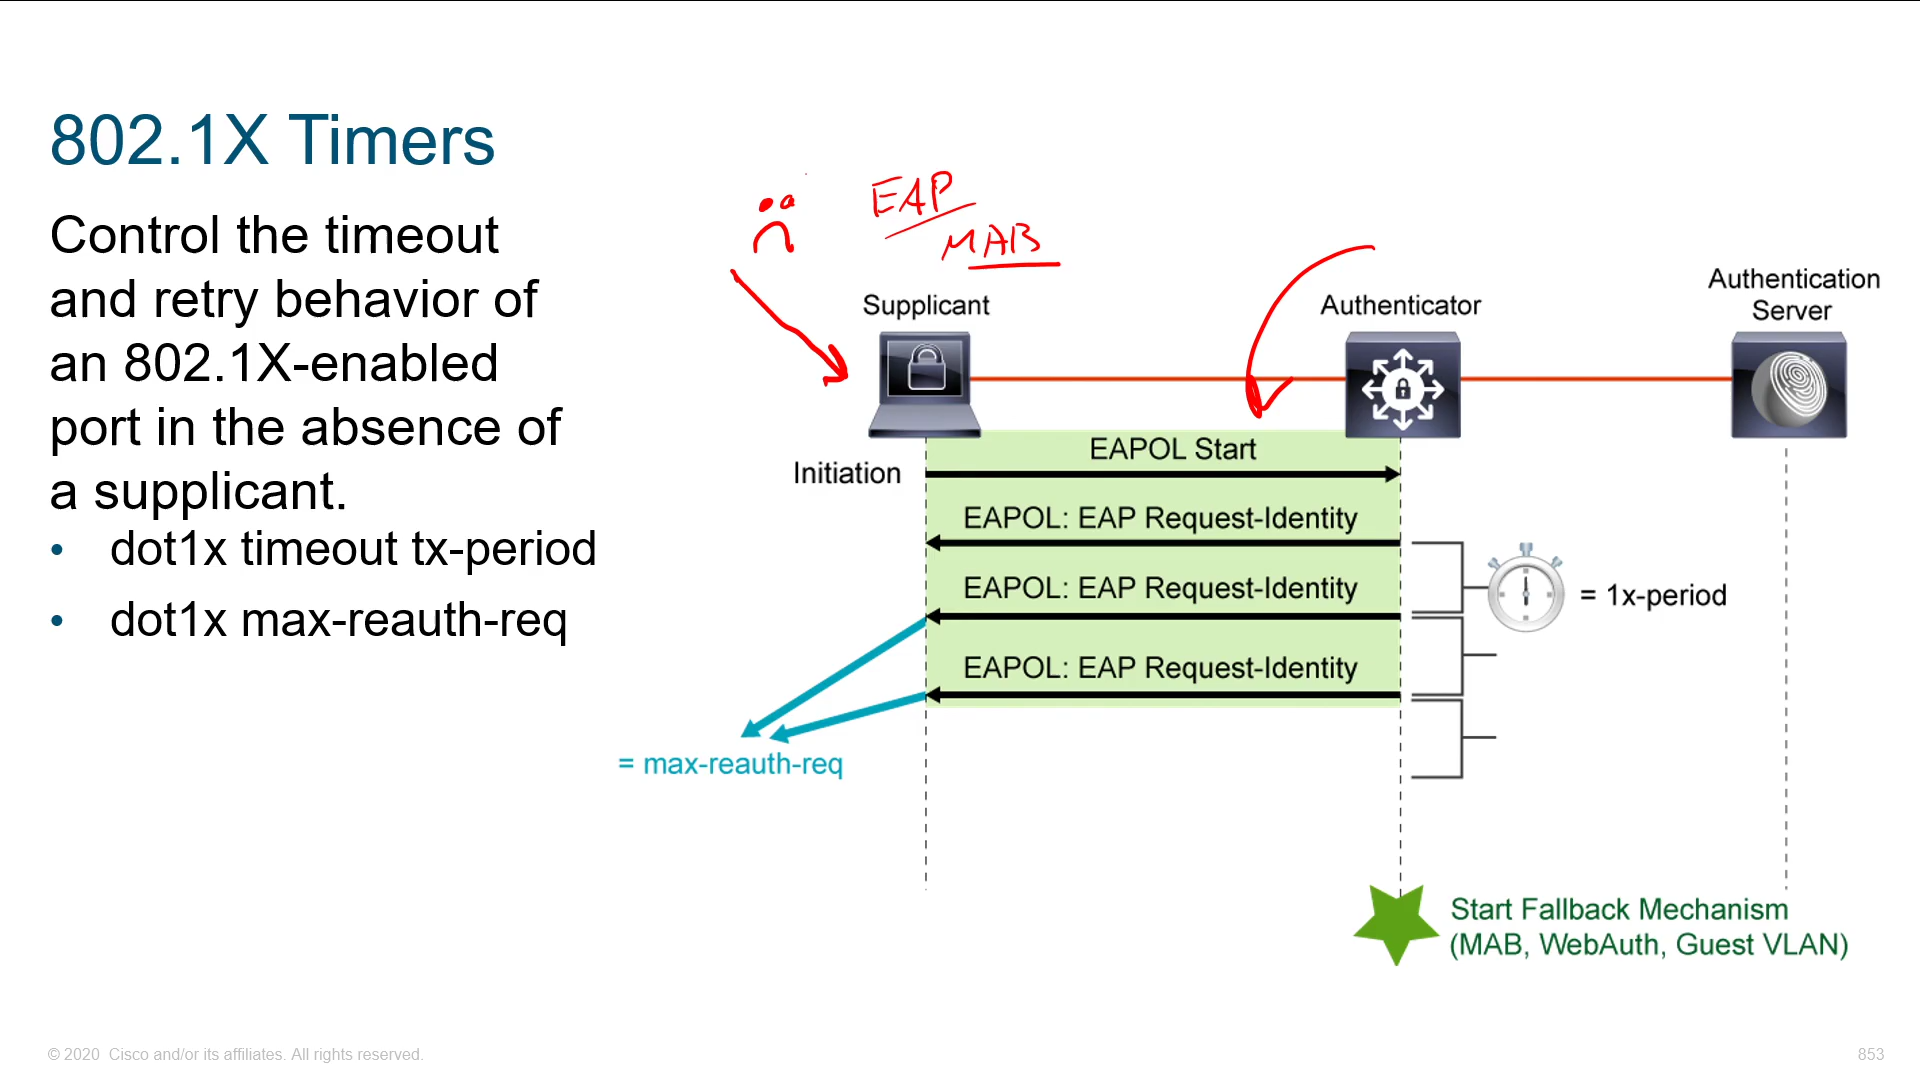 802.1X Timers
Control the timeout
and retry behavior of
an 802.1X-enabled
port in the absence of
a supplicant.
• dot1x timeout tx-period
• dot1x max-reauth-req
EAP
MAB
Supplicant
Authenticator
Authentication
Server
Initiation
EAPOL Start
EAPOL: EAP Request-Identity
EAPOL: EAP Request-Identity
= 1x-period
EAPOL: EAP Request-Identity
= max-reauth-req
Start Fallback Mechanism
(MAB, WebAuth, Guest VLAN)
© 2020 Cisco and/or its affiliates. All rights reserved.
853